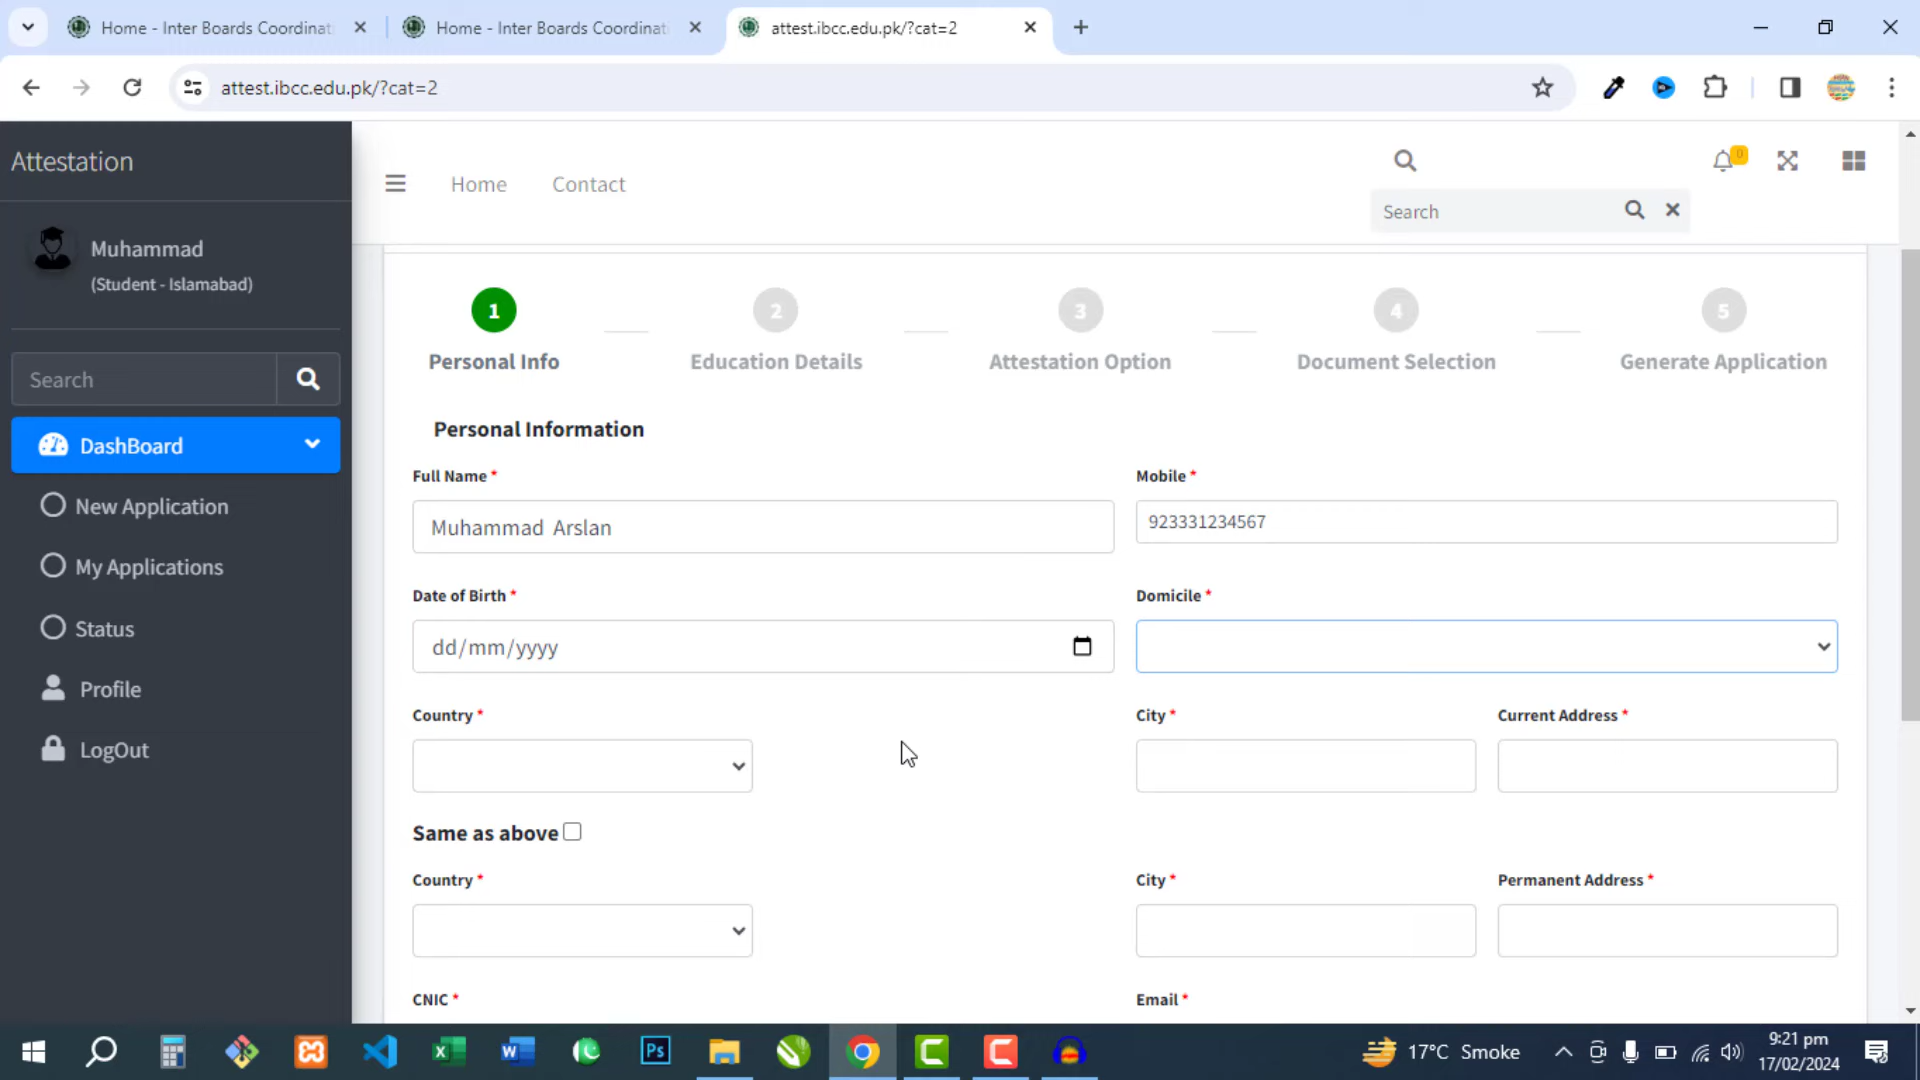 Home - Inter Boards Coordinati
Home - Inter Boards Coordinati
attest.ibcc.edu.pk/?cat=2
attest.ibcc.edu.pk/?cat=2
Attestation
Muhammad
(Student - Islamabad)
Search
DashBoard
New Application
My Applications
Status
Profile
LogOut
Home
Contact
0
Search
1
2
3
4
5
Personal Info
Education Details
Attestation Option
Document Selection
Generate Application
Personal Information
Full Name *
Mobile *
Muhammad Arslan
923331234567
Date of Birth *
Domicile *
dd/mm/yyyy
Country *
City *
Current Address *
Same as above
Country *
City *
Permanent Address *
CNIC *
Email *
Ps
17°C Smoke
9:21 pm
17/02/2024